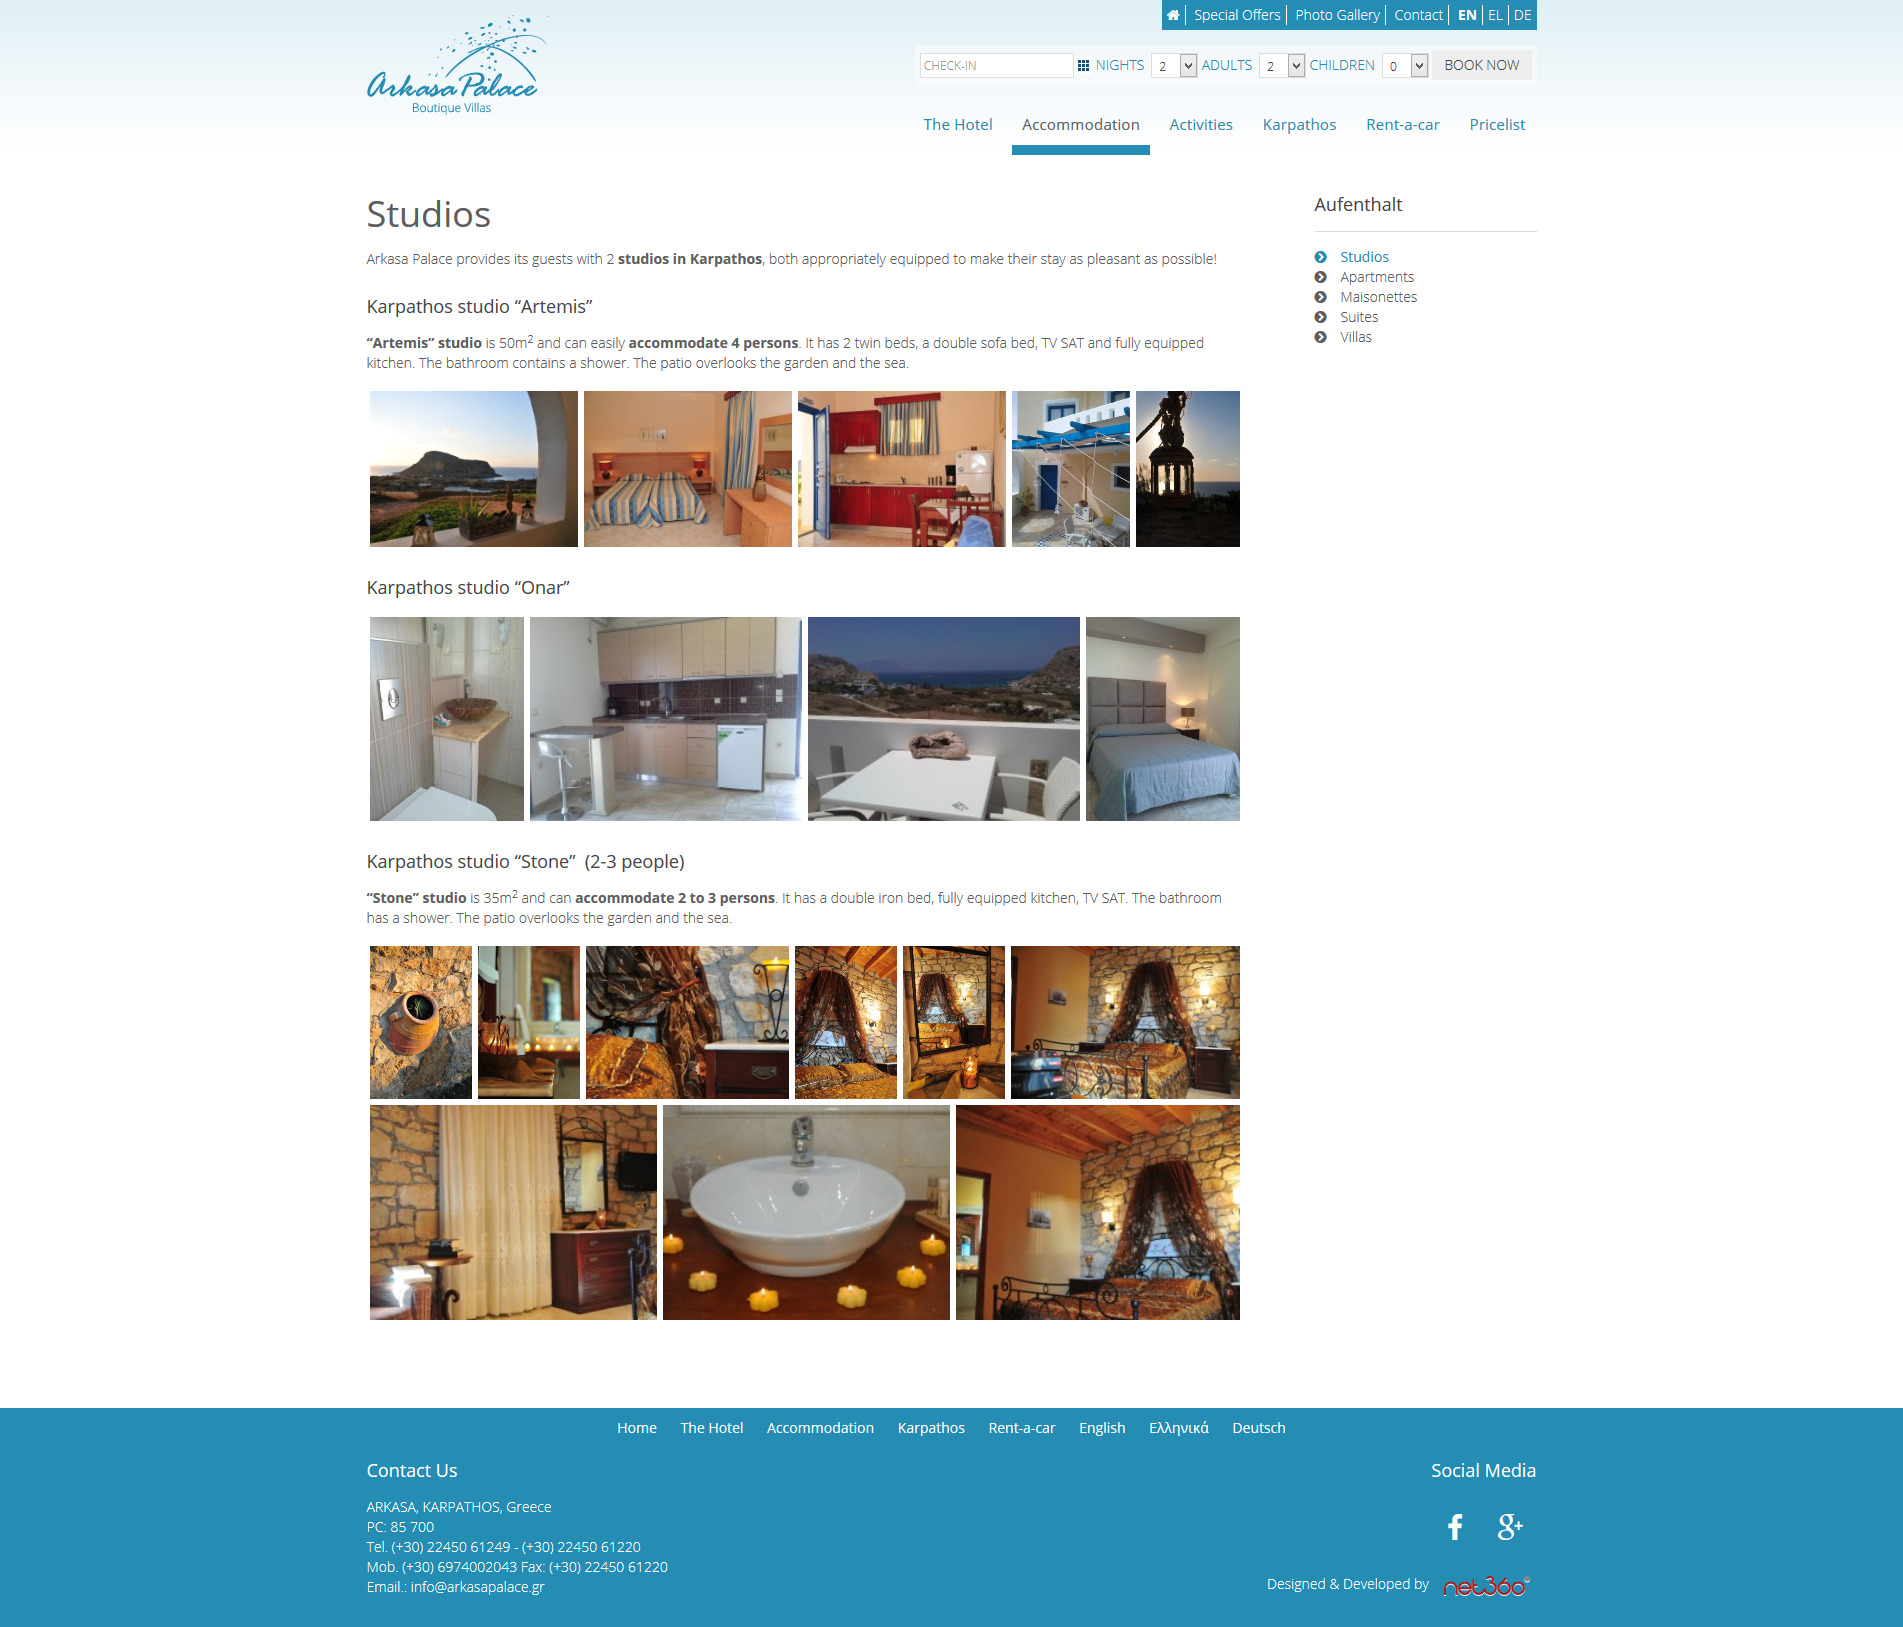 Special Offers
Photo Gallery
Contact
EN
EL
DE
Arkasa Palace
Boutique Villas
CHECK-IN
NIGHTS 2
ADULTS 2
CHILDREN 0
BOOK NOW
The Hotel
Accommodation
Activities
Karpathos
Rent-a-car
Pricelist
Studios
Arkasa Palace provides its guests with 2 studios in Karpathos, both appropriately equipped to make their stay as pleasant as possible!
Karpathos studio “Artemis”
“Artemis” studio is 50m² and can easily accommodate 4 persons. It has 2 twin beds, a double sofa bed, TV SAT and fully equipped
kitchen. The bathroom contains a shower. The patio overlooks the garden and the sea.
Karpathos studio “Onar”
Karpathos studio “Stone”  (2-3 people)
“Stone” studio is 35m² and can accommodate 2 to 3 persons. It has a double iron bed, fully equipped kitchen, TV SAT. The bathroom
has a shower. The patio overlooks the garden and the sea.
Aufenthalt
Studios
Apartments
Maisonettes
Suites
Villas
Home
The Hotel
Accommodation
Karpathos
Rent-a-car
English
Ελληνικά
Deutsch
Contact Us
ARKASA, KARPATHOS, Greece
PC: 85 700
Tel. (+30) 22450 61249 - (+30) 22450 61220
Mob. (+30) 6974002043 Fax: (+30) 22450 61220
Email.: info@arkasapalace.gr
Social Media
Designed & Developed by net360